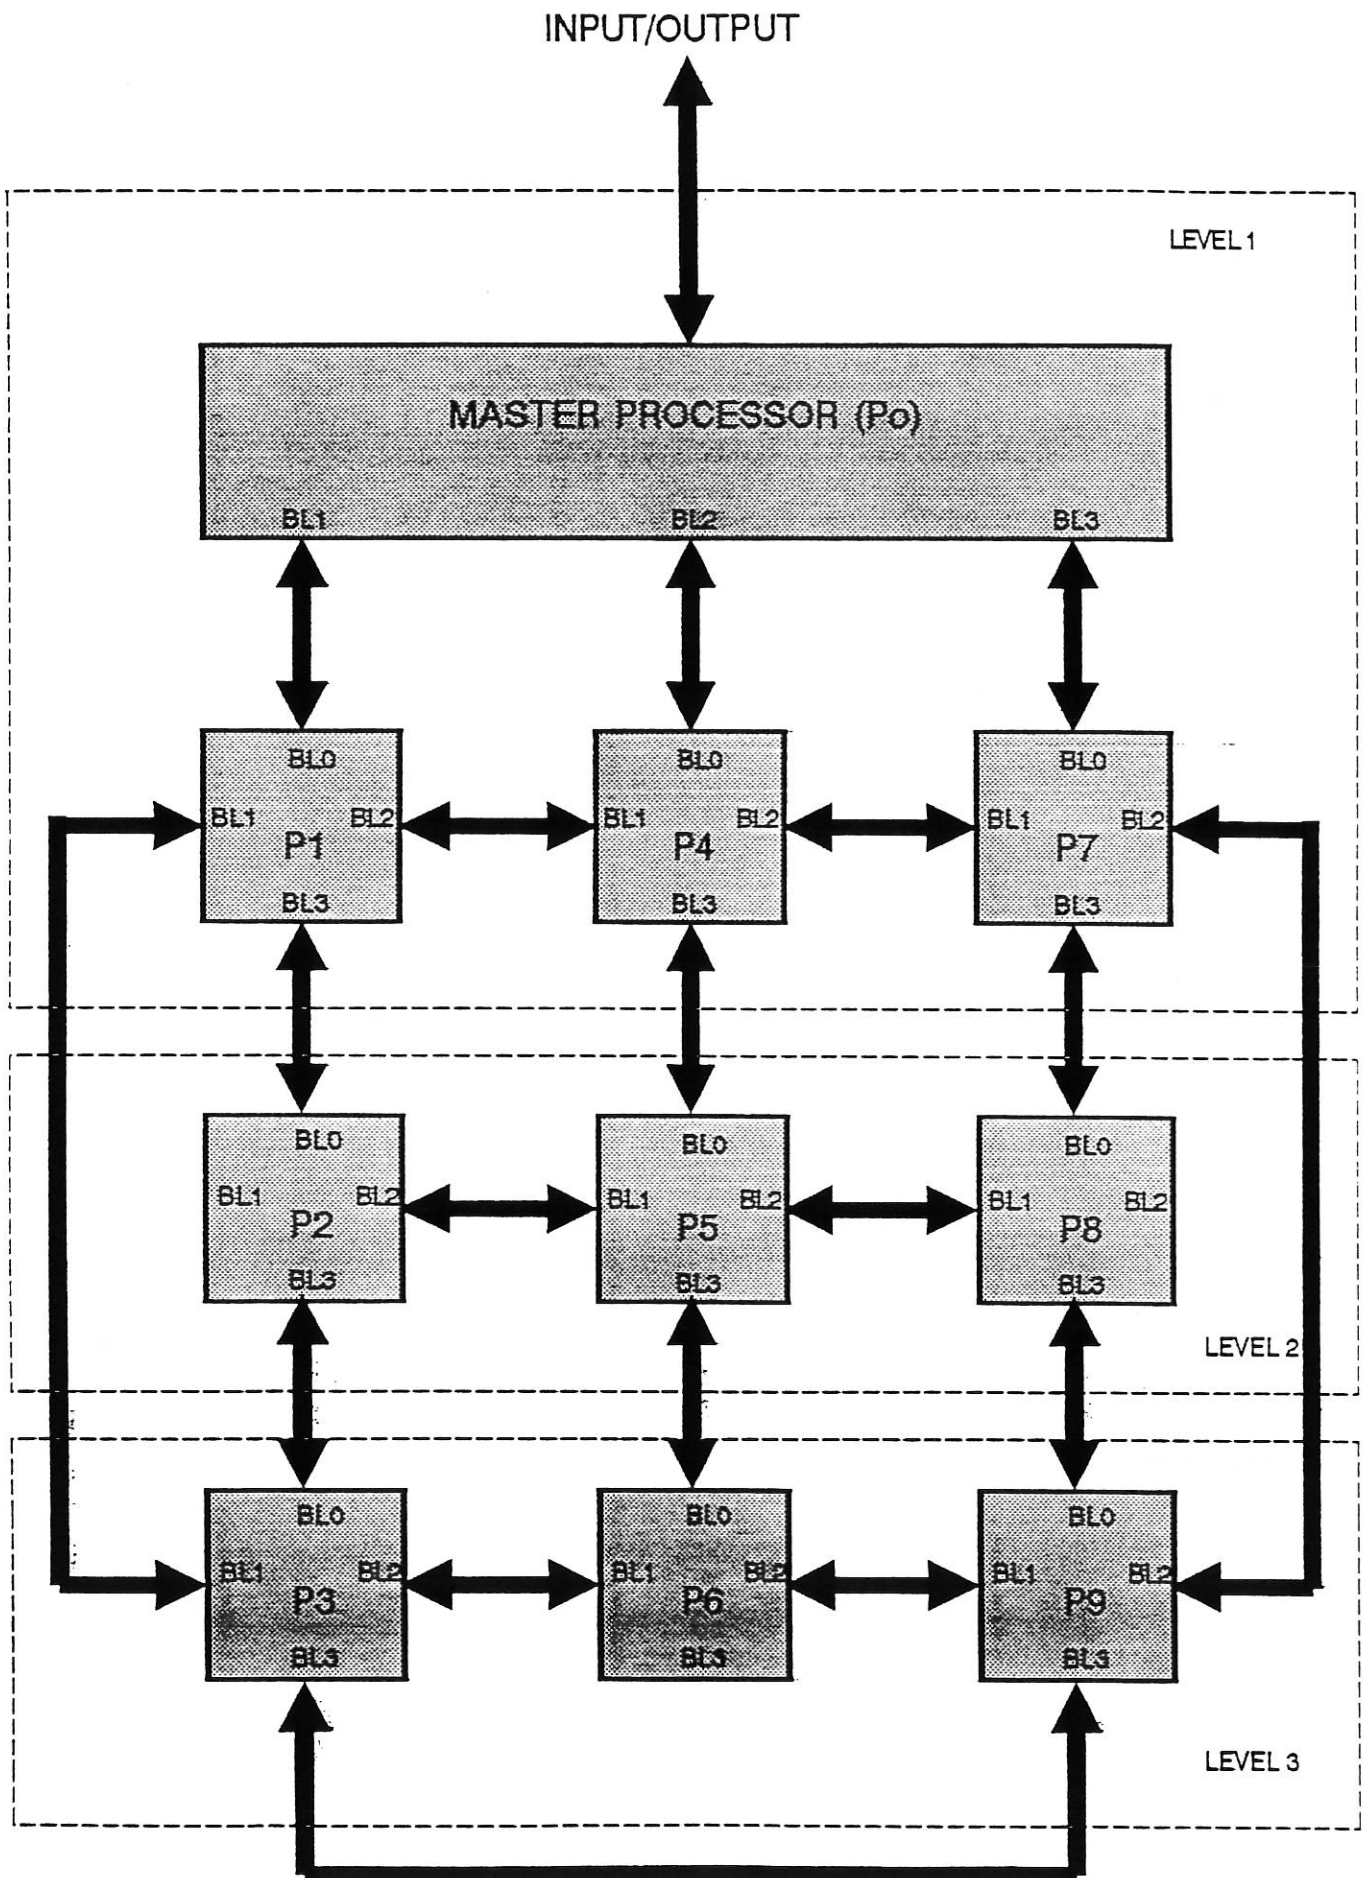 INPUT/OUTPUT
LEVEL 1
MASTER PROCESSOR (Po)
BL1 BL2 BL3
BL0 BL0 BL0
BL1 BL2 BL1 BL2 BL1 BL2
P1 P4 P7
BL3 BL3 BL3
BL0 BL0 BL0
BL1 BL2 BL1 BL2 BL1 BL2
P2 P5 P8
BL3 BL3 BL3
LEVEL 2
BL0 BL0 BL0
BL1 BL2 BL1 BL2 BL1 BL2
P3 P6 P9
BL3 BL3 BL3
LEVEL 3